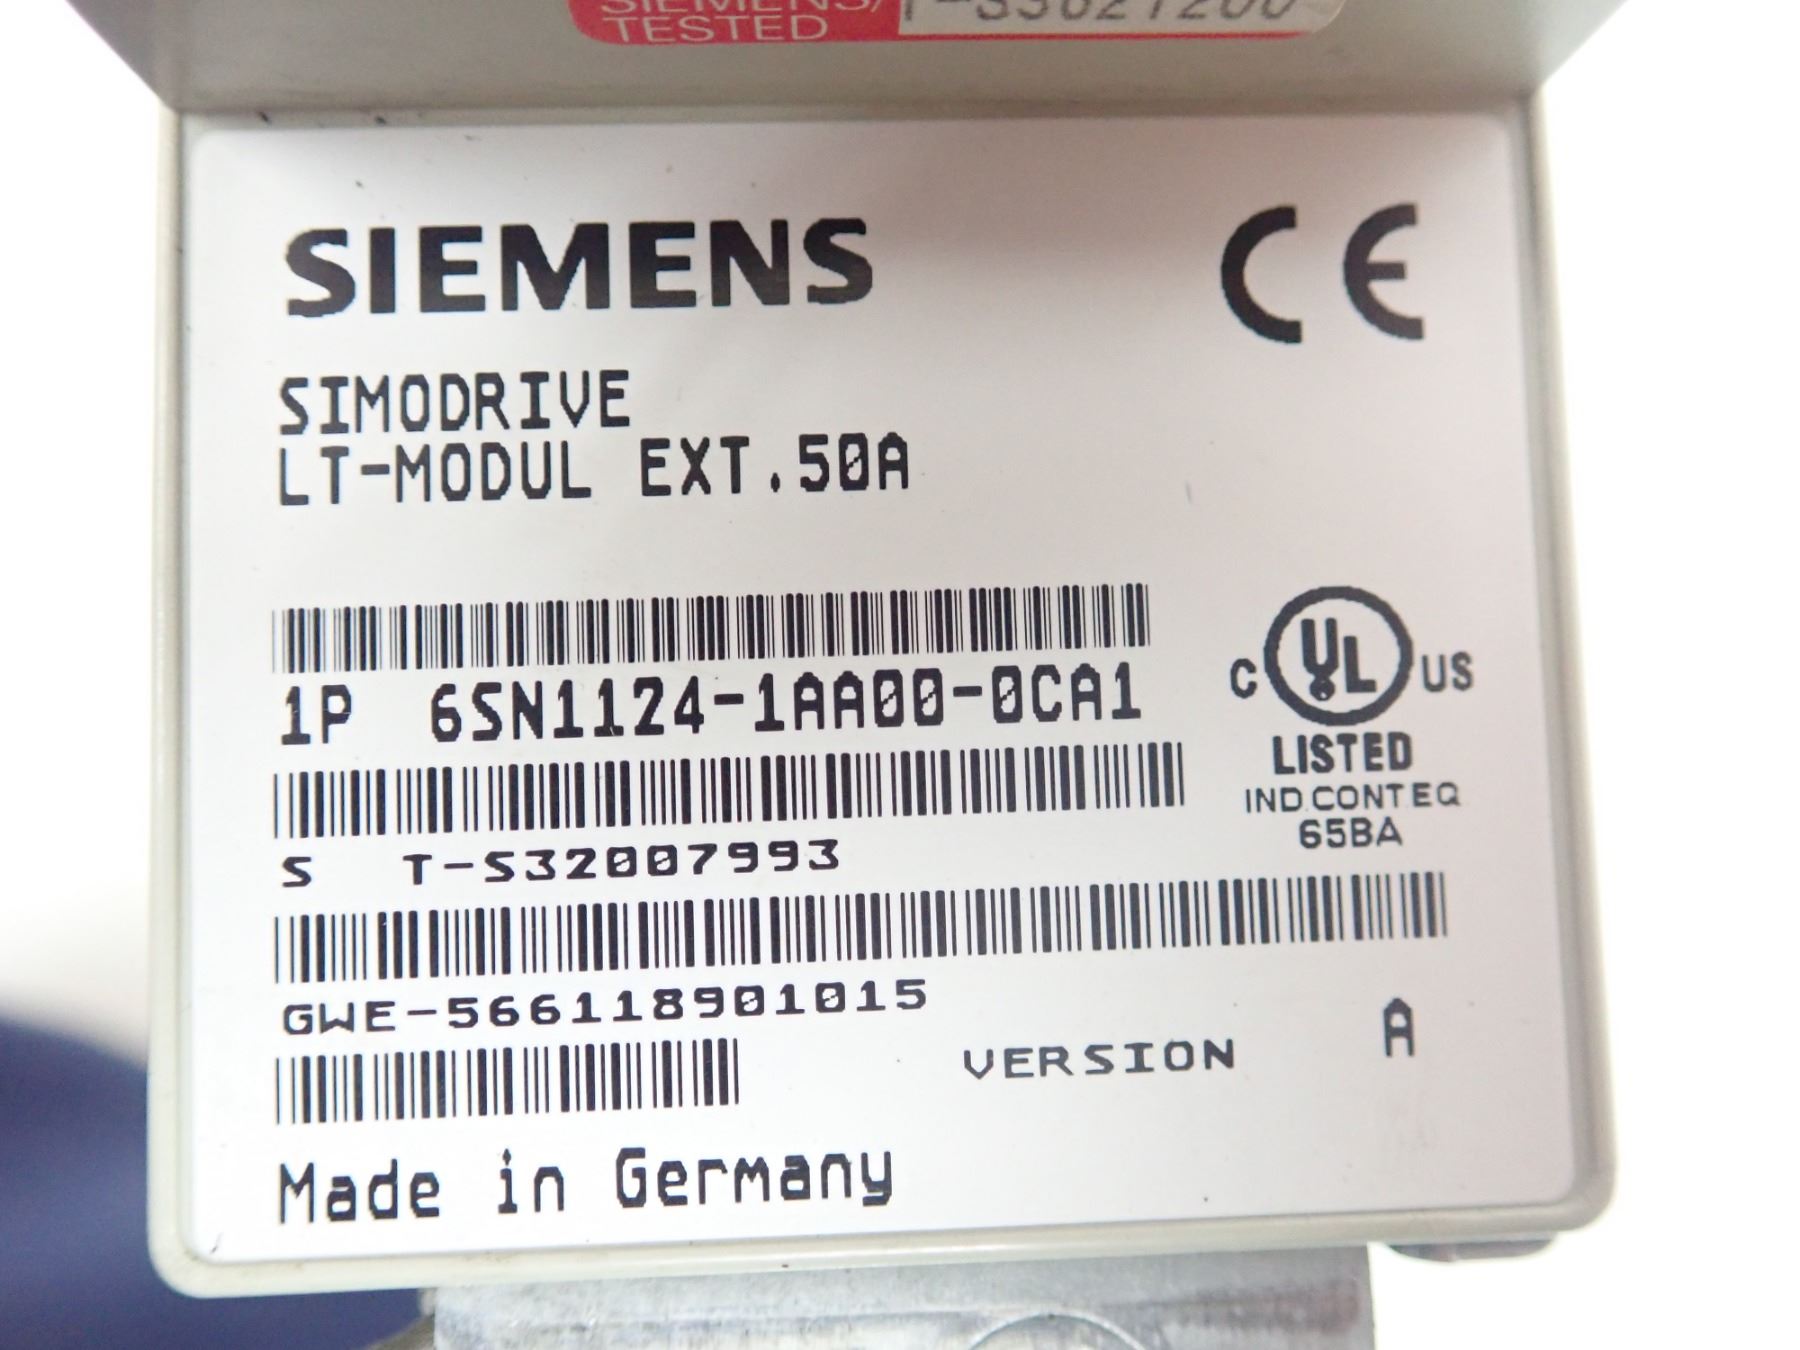 SIEMENS/
TESTED
SIEMENS
CE
SIMODRIVE
LT-MODUL EXT.50A
1P 6SN1124-1AA00-0CA1
C UL US
LISTED
IND.CONT.EQ
65BA
S T-S32007993
GWE-566118901015
VERSION A
Made in Germany